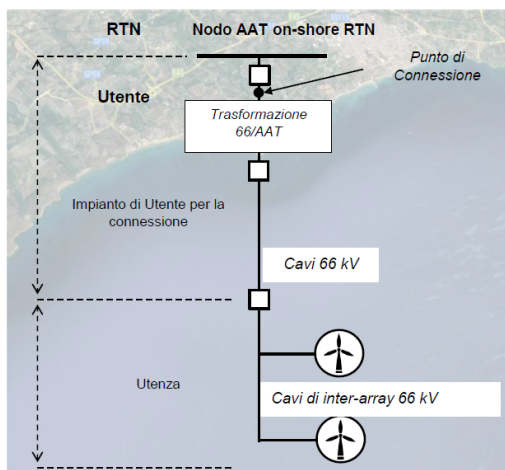 RTN
Nodo AAT on-shore RTN
Punto di
Connessione
Utente
Trasformazione
66/AAT
Impianto di Utente per la
connessione
Cavi 66 kV
Utenza
Cavi di inter-array 66 kV